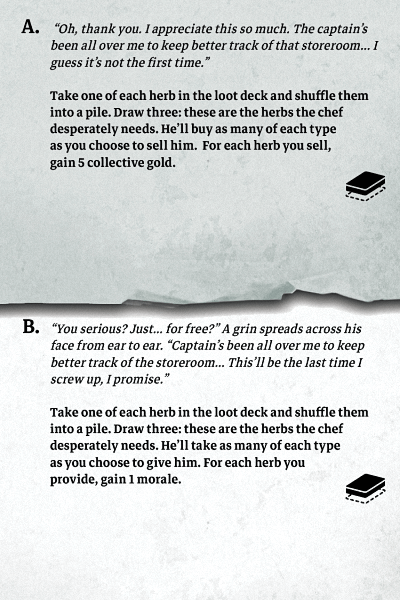 A. “Oh, thank you. I appreciate this so much. The captain’s
been all over me to keep better track of that storeroom... I
guess it’s not the first time.”
Take one of each herb in the loot deck and shuffle them
into a pile. Draw three: these are the herbs the chef
desperately needs. He’ll buy as many of each type
as you choose to sell him. For each herb you sell,
gain 5 collective gold.
B. “You serious? Just... for free?” A grin spreads across his
face from ear to ear. “Captain’s been all over me to keep
better track of the storeroom... This’ll be the last time I
screw up, I promise.”
Take one of each herb in the loot deck and shuffle them
into a pile. Draw three: these are the herbs the chef
desperately needs. He’ll take as many of each type
as you choose to give him. For each herb you
provide, gain 1 morale.